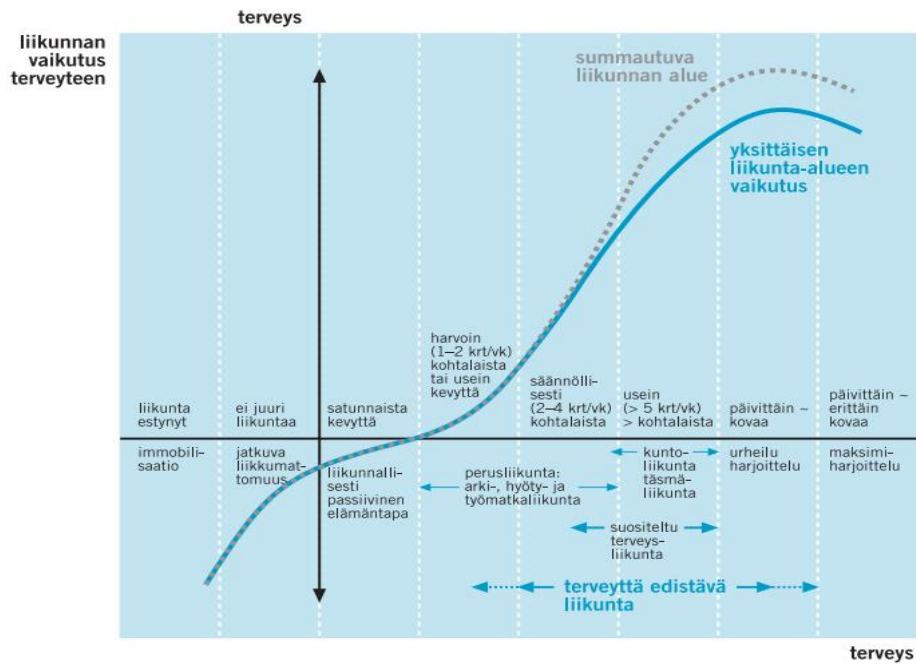 terveys
liikunnan
vaikutus
terveyteen
summautuva
liikunnan alue
yksittäisen
liikunta-alueen
vaikutus
liikunta
estynyt
ei juuri
liikuntaa
satunnaista
kevyttä
harvoin
(1–2 krt/vk)
kohtalaista
tai usein
kevyttä
säännölli-
sesti
(2–4 krt/vk)
kohtalaista
usein
(> 5 krt/vk)
> kohtalaista
päivittäin ~
kovaa
päivittäin ~
erittäin
kovaa
immobili-
saatio
jatkuva
liikkumat-
tomuus
liikunnalli-
sesti
passiivinen
elämäntapa
perusliikunta:
arki-, hyöty- ja
työmatkaliikunta
kunto-
liikunta
täsmä-
liikunta
urheilu
harjoittelu
maksimi-
harjoittelu
suositeltu
terveys-
liikunta
terveyttä edistävä
liikunta
terveys